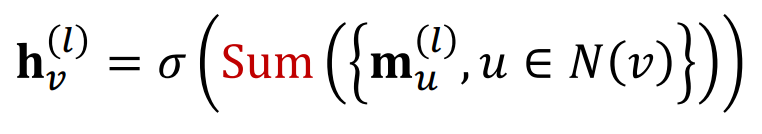 h_v^(l) = σ(Sum({m_u^(l), u ∈ N(v)}))